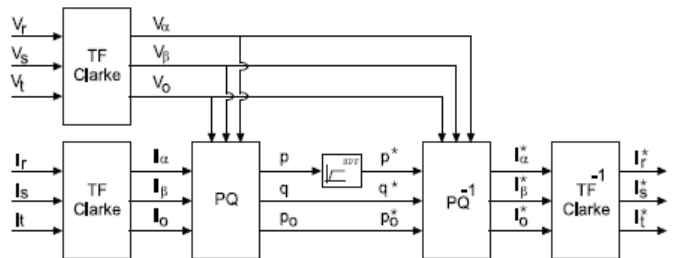 Vr
Vs
Vt
TF
Clarke
Vα
Vβ
Vo
Ir
Is
It
TF
Clarke
Iα
Iβ
Io
PQ
p
q
po
HPF
p*
q*
po*
PQ-1
Iα*
Iβ*
Io*
TF-1
Clarke
Ir*
Is*
It*